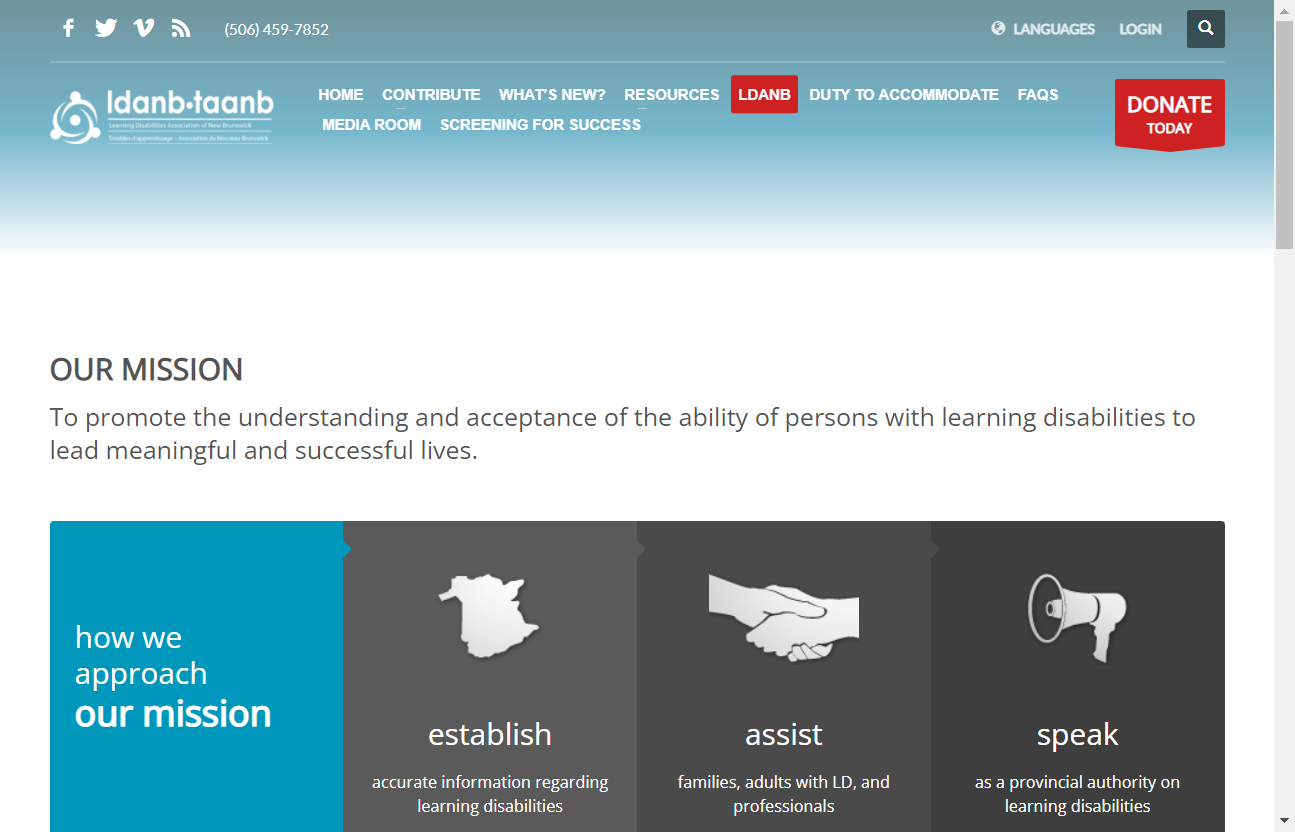 (506) 459-7852
LANGUAGES
LOGIN
ldanb•taanb
Learning Disabilities Association of New Brunswick
Troubles d'apprentissage - Association du Nouveau-Brunswick
HOME
CONTRIBUTE
WHAT'S NEW?
RESOURCES
LDANB
DUTY TO ACCOMMODATE
FAQS
MEDIA ROOM
SCREENING FOR SUCCESS
DONATE
TODAY
OUR MISSION
To promote the understanding and acceptance of the ability of persons with learning disabilities to
lead meaningful and successful lives.
how we
approach
our mission
establish
accurate information regarding
learning disabilities
assist
families, adults with LD, and
professionals
speak
as a provincial authority on
learning disabilities